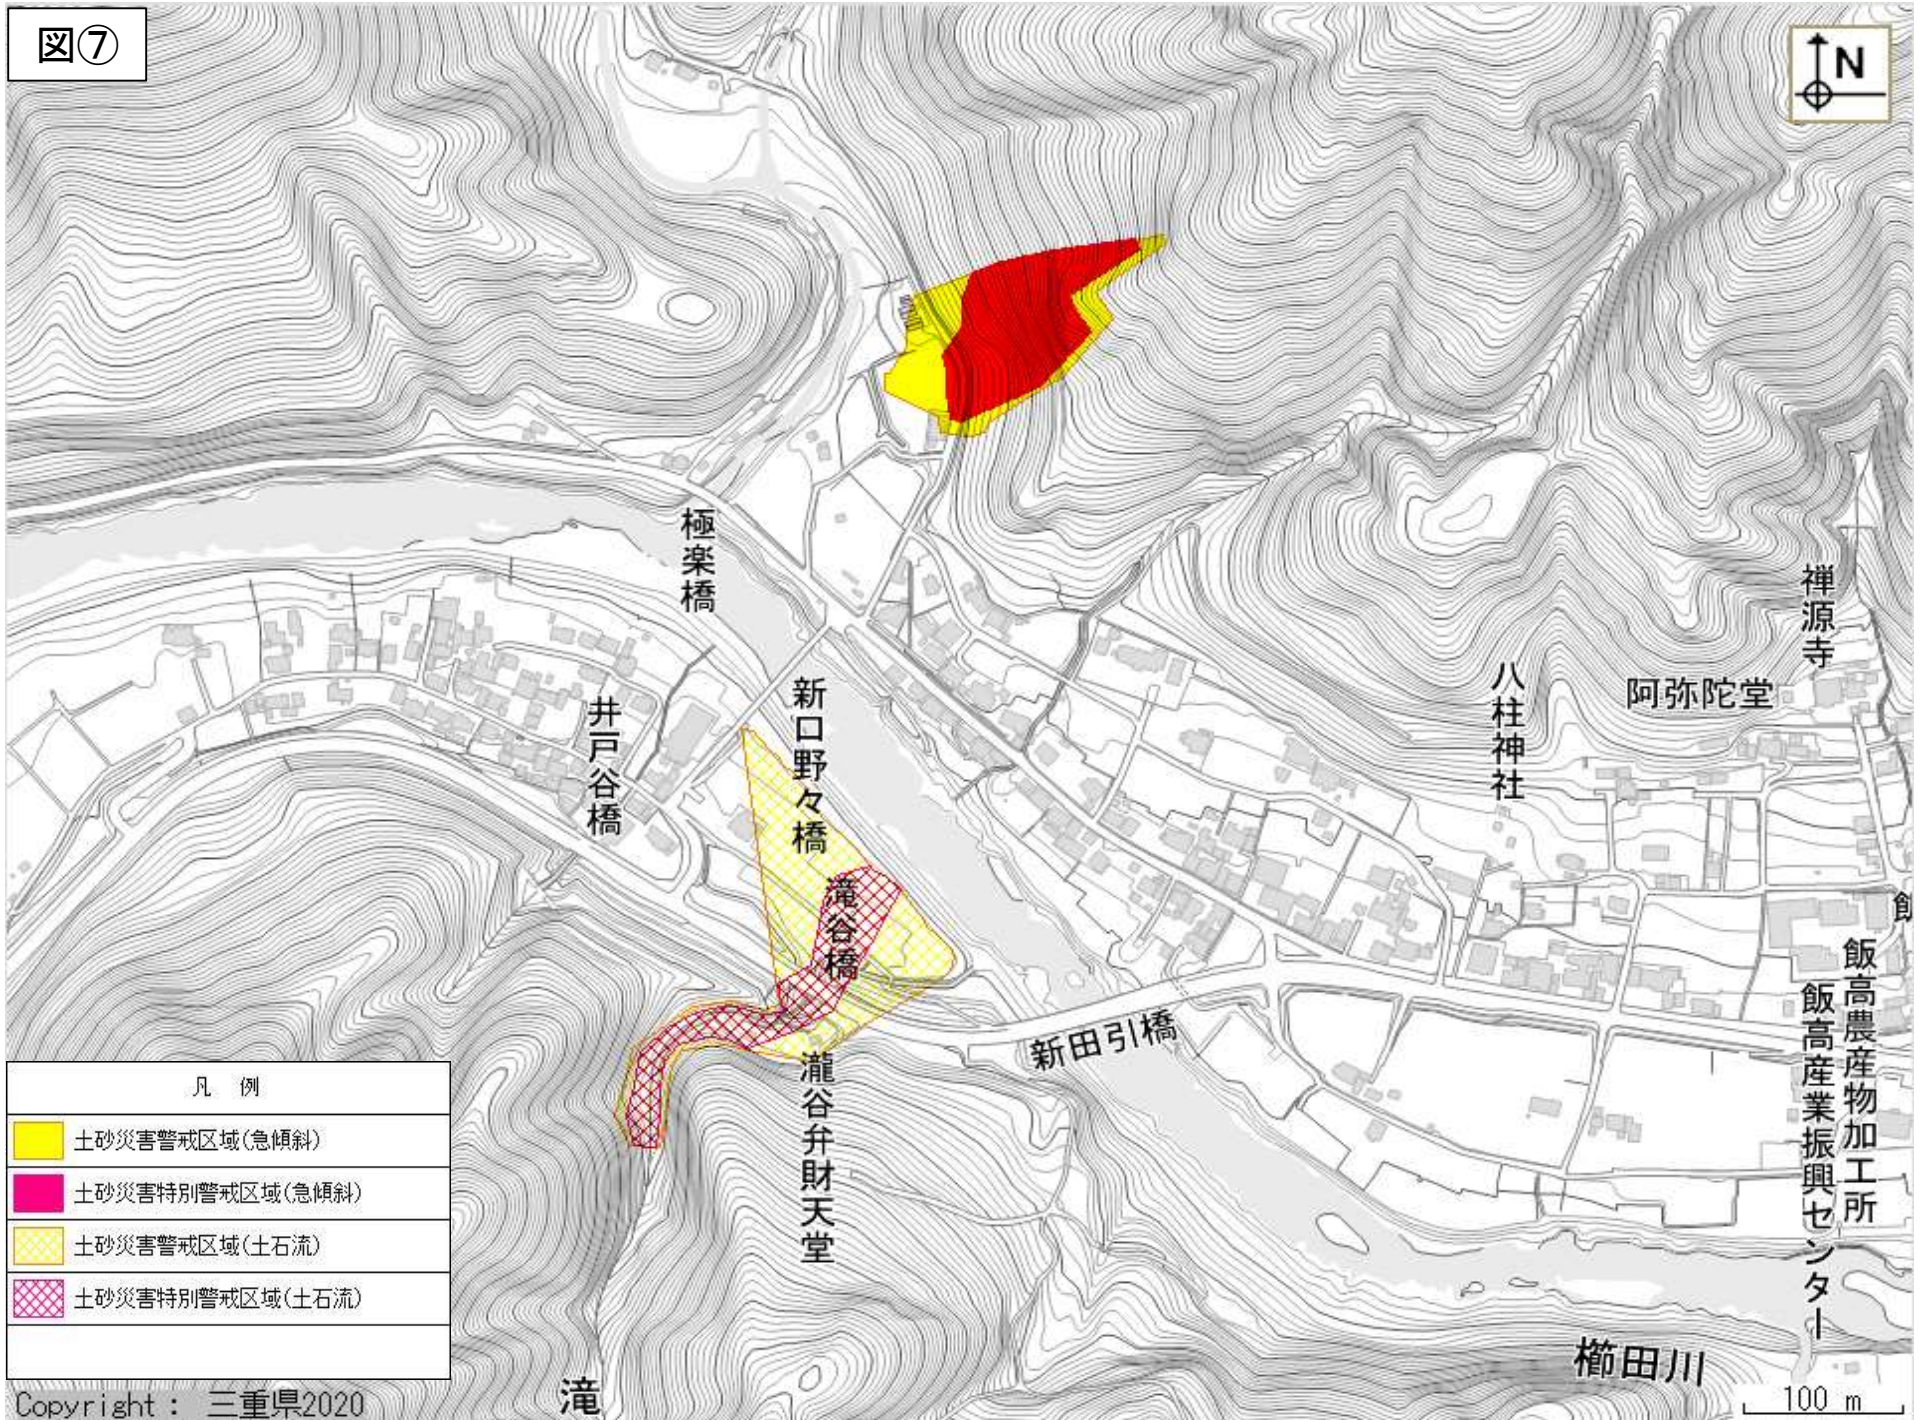 図⑦
N
極楽橋
禅源寺
八柱神社
阿弥陀堂
新口野々橋
井戸谷橋
滝谷橋
飯
飯高農産物加工所
飯高産業振興センター
新田引橋
瀧谷弁財天堂
凡 例
土砂災害警戒区域(急傾斜)
土砂災害特別警戒区域(急傾斜)
土砂災害警戒区域(土石流)
土砂災害特別警戒区域(土石流)
櫛田川
滝
100 m
Copyright : 三重県2020